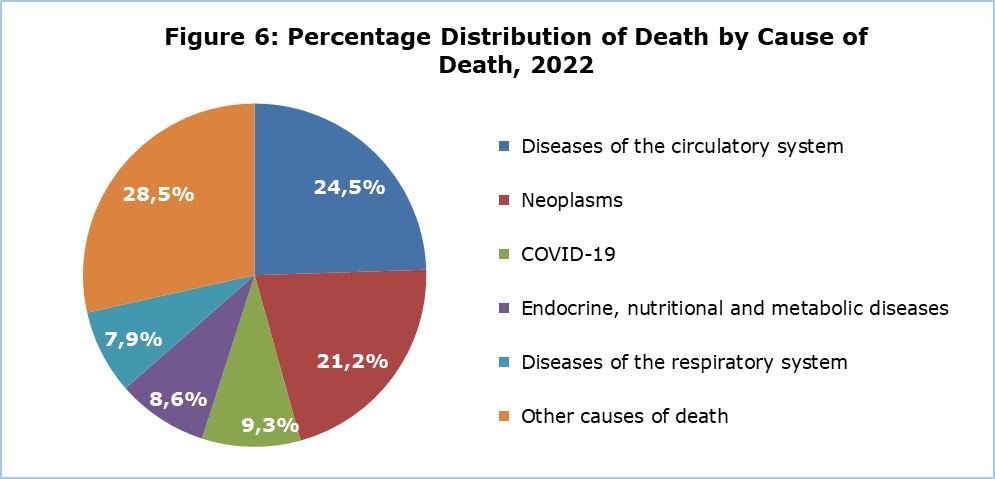 Figure 6: Percentage Distribution of Death by Cause of
Death, 2022
24,5%
21,2%
9,3%
8,6%
7,9%
28,5%
Diseases of the circulatory system
Neoplasms
COVID-19
Endocrine, nutritional and metabolic diseases
Diseases of the respiratory system
Other causes of death